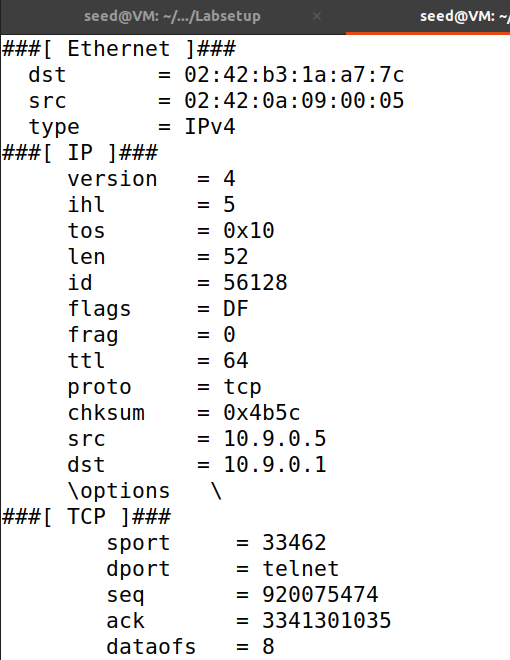 seed@VM: ~/.../Labsetup × seed@VM: ~/
###[ Ethernet ]###
  dst       = 02:42:b3:1a:a7:7c
  src       = 02:42:0a:09:00:05
  type      = IPv4
###[ IP ]###
     version   = 4
     ihl       = 5
     tos       = 0x10
     len       = 52
     id        = 56128
     flags     = DF
     frag      = 0
     ttl       = 64
     proto     = tcp
     chksum    = 0x4b5c
     src       = 10.9.0.5
     dst       = 10.9.0.1
     \options   \
###[ TCP ]###
        sport     = 33462
        dport     = telnet
        seq       = 920075474
        ack       = 3341301035
        dataofs   = 8